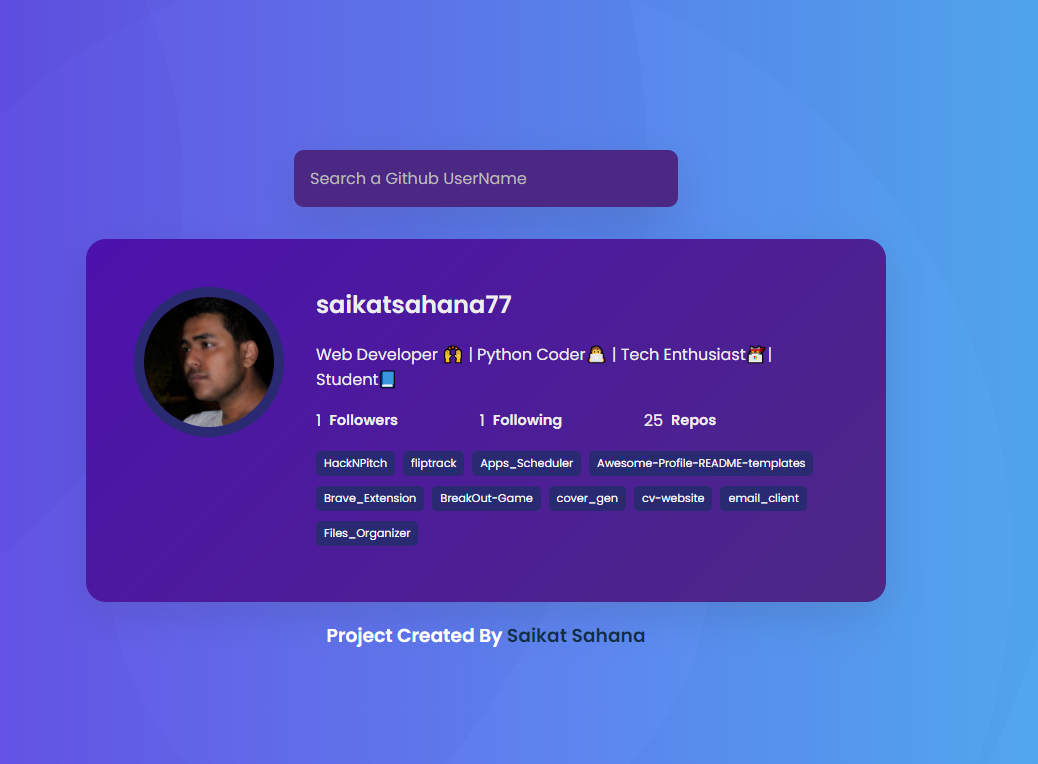 Search a Github UserName
saikatsahana77
Web Developer 🙌 | Python Coder👨‍💻 | Tech Enthusiast💒 |
Student📘
1 Followers 1 Following 25 Repos
HackNPitch fliptrack Apps_Scheduler Awesome-Profile-README-templates
Brave_Extension BreakOut-Game cover_gen cv-website email_client
Files_Organizer
Project Created By Saikat Sahana